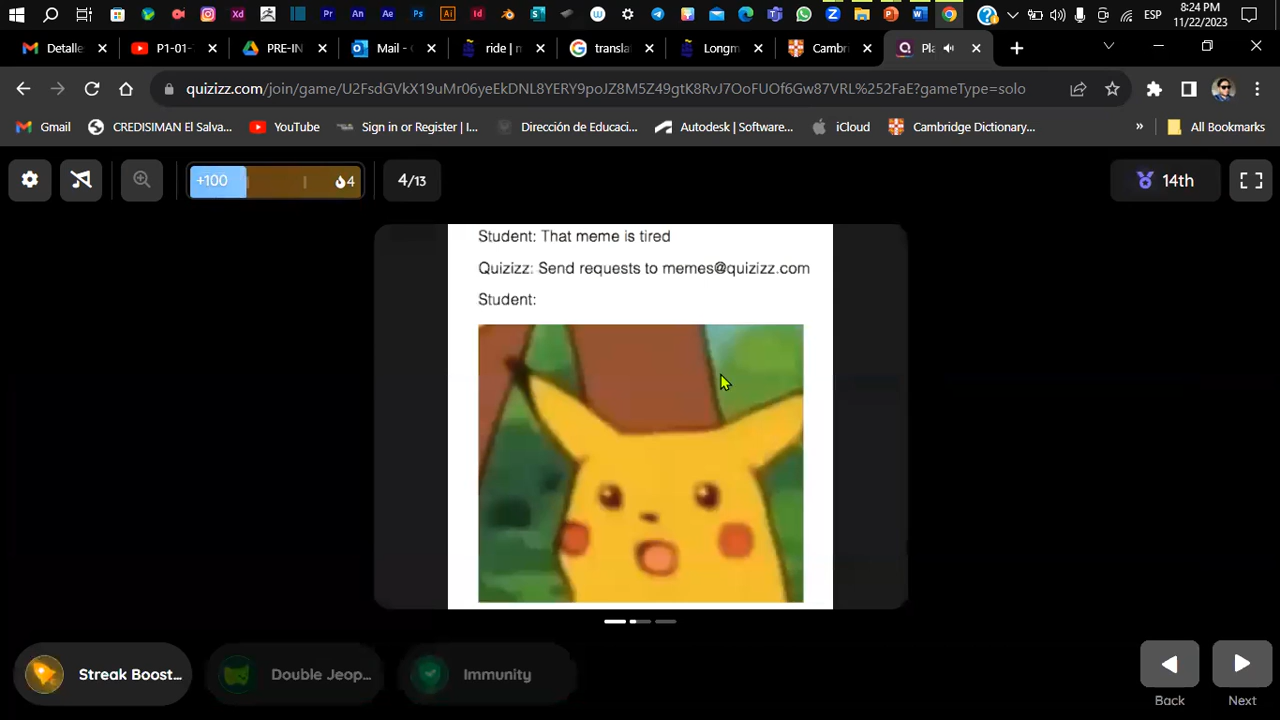 8:24 PM
ESP
11/22/2023
Detalle
P1-01-
PRE-IN
Mail -
ride | m
translat
Longm
Cambri
Pla
quizizz.com/join/game/U2FsdGVkX19uMr06yeEkDNL8YERY9poJZ8M5Z49gtK8RvJ7OoFUOf6Gw87VRL%252FaE?gameType=solo
Gmail
CREDISIMAN El Salva...
YouTube
Sign in or Register | I...
Dirección de Educaci...
Autodesk | Software...
iCloud
Cambridge Dictionary...
»
All Bookmarks
+100
4
4/13
14th
Student: That meme is tired
Quizizz: Send requests to memes@quizizz.com
Student:
Streak Boost...
Double Jeop...
Immunity
Back
Next